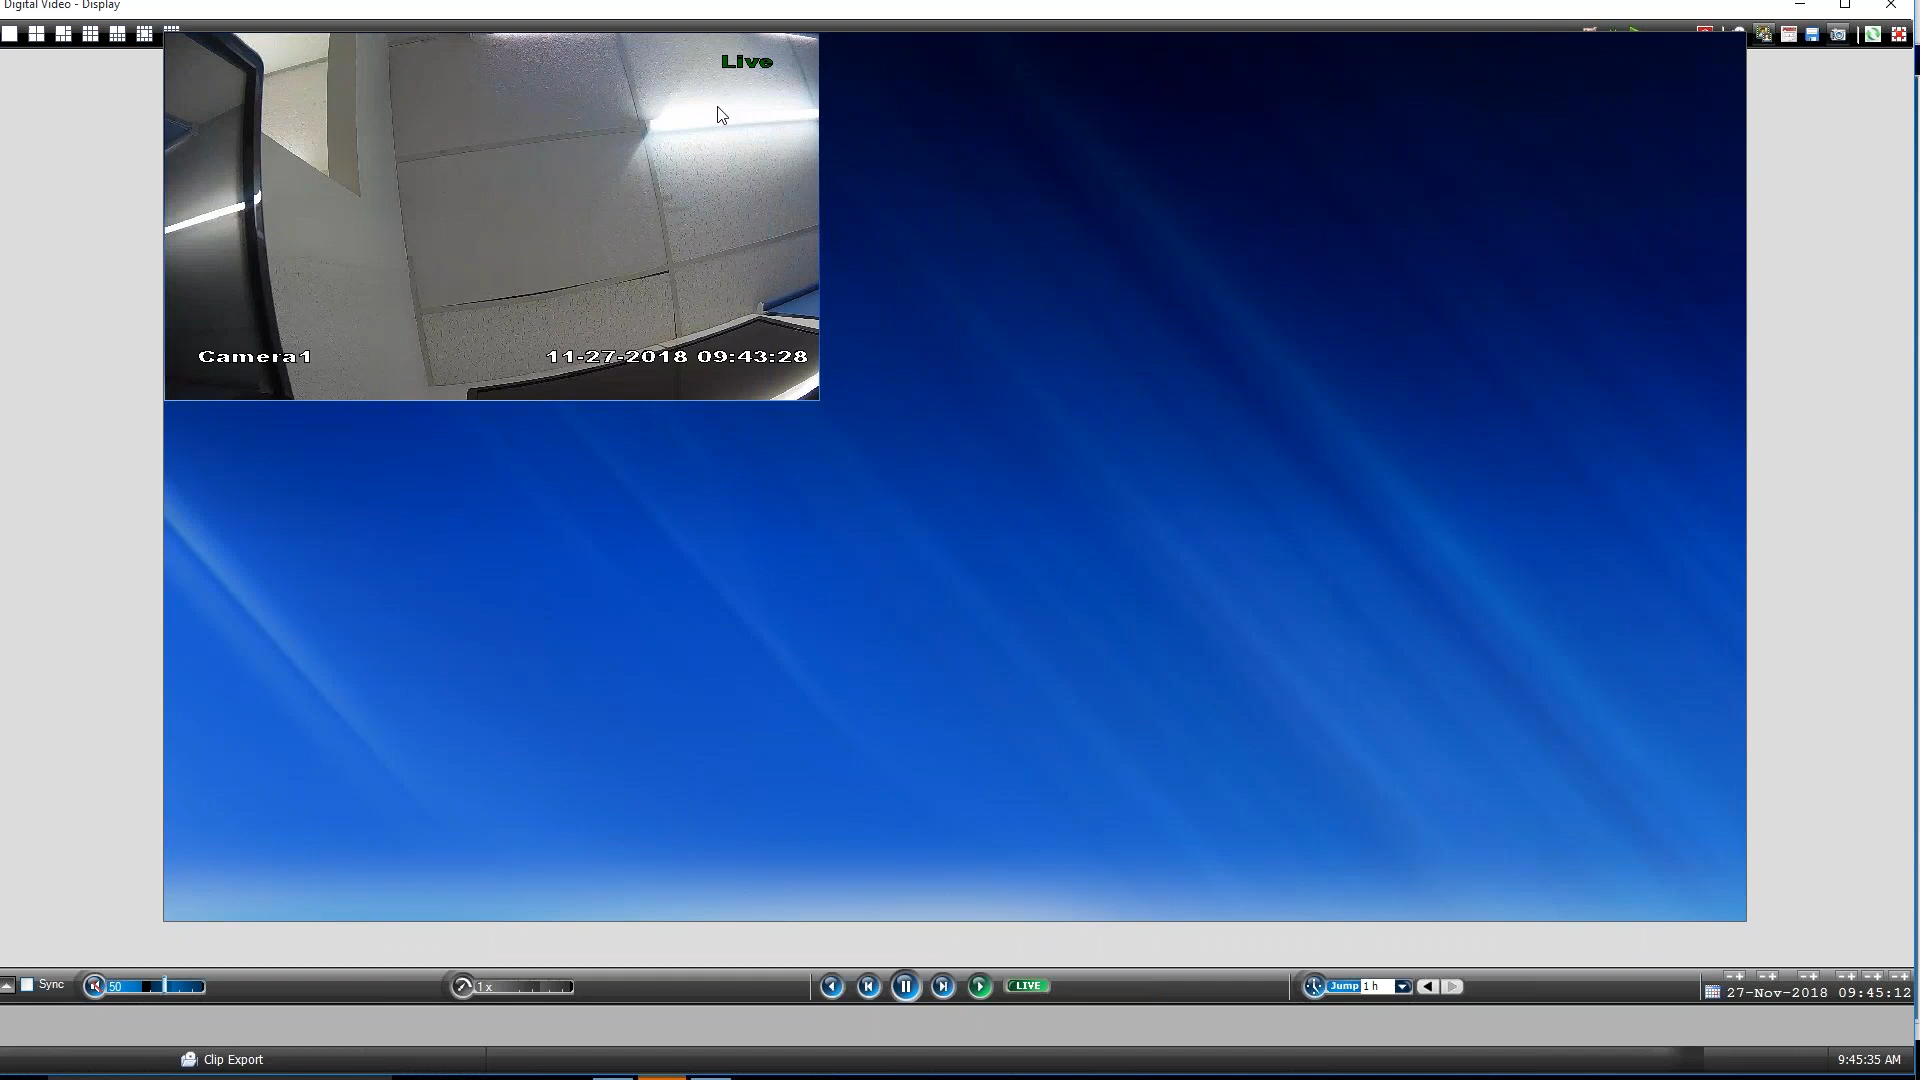 Digital Video - Display
Live
Camera1
11-27-2018 09:43:28
Sync
50
1 x
LIVE
Jump 1 h
27-Nov-2018 09:45:12
Clip Export
9:45:35 AM